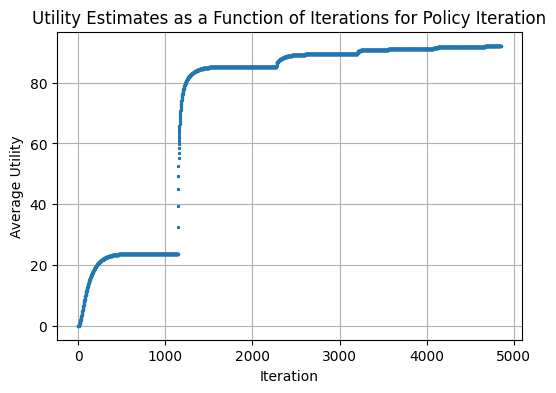 Utility Estimates as a Function of Iterations for Policy Iteration
Average Utility
80
60
40
20
0
0 1000 2000 3000 4000 5000
Iteration